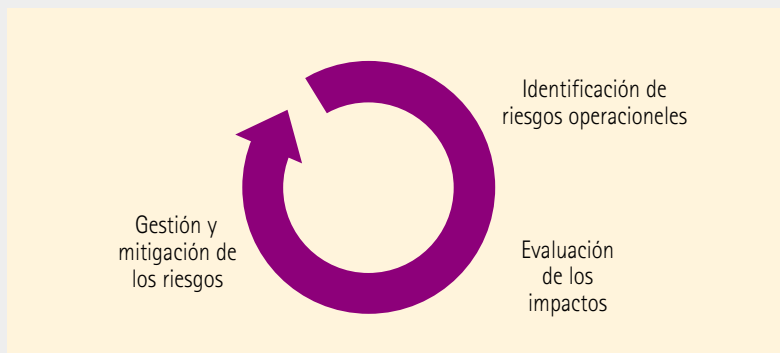 Identificación de
riesgos operacioneles
Evaluación
de los
impactos
Gestión y
mitigación de
los riesgos